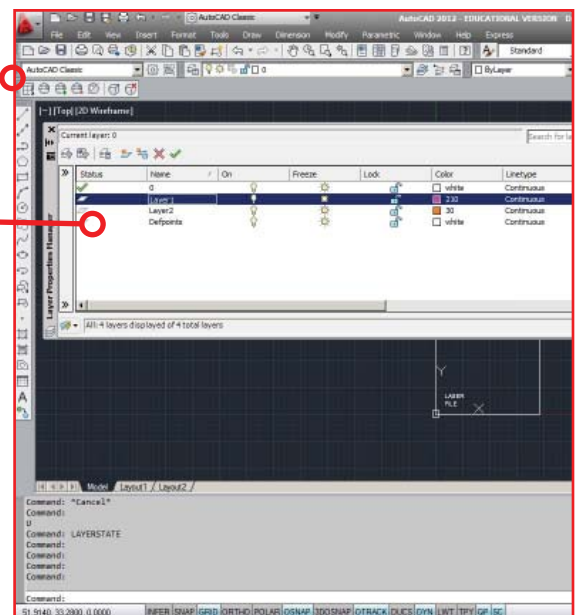 AutoCAD Classic AutoCAD 2012 - EDUCATIONAL VERSION D
File Edit View Insert Format Tools Draw Dimension Modify Parametric Window Help Express
Standard
AutoCAD Classic 0 ByLayer
[-] [Top] [2D Wireframe]
Current layer: 0
Search for la
Status Name / On Freeze Lock Color Linetype
0 white Continuous
Layer1 210 Continuous
Layer2 30 Continuous
Defpoints white Continuous
Layer Properties Manager
All: 4 layers displayed of 4 total layers
Y
LASER
FILE
X
Model Layout1 Layout2
Command: *Cancel*
Command:
U
Command: LAYERSTATE
Command:
Command:
Command:
Command:
Command:
51.9140, 33.2800, 0.0000 INFER SNAP GRID ORTHO POLAR OSNAP 3DOSNAP OTRACK DUCS DYN LWT TPY QP SC